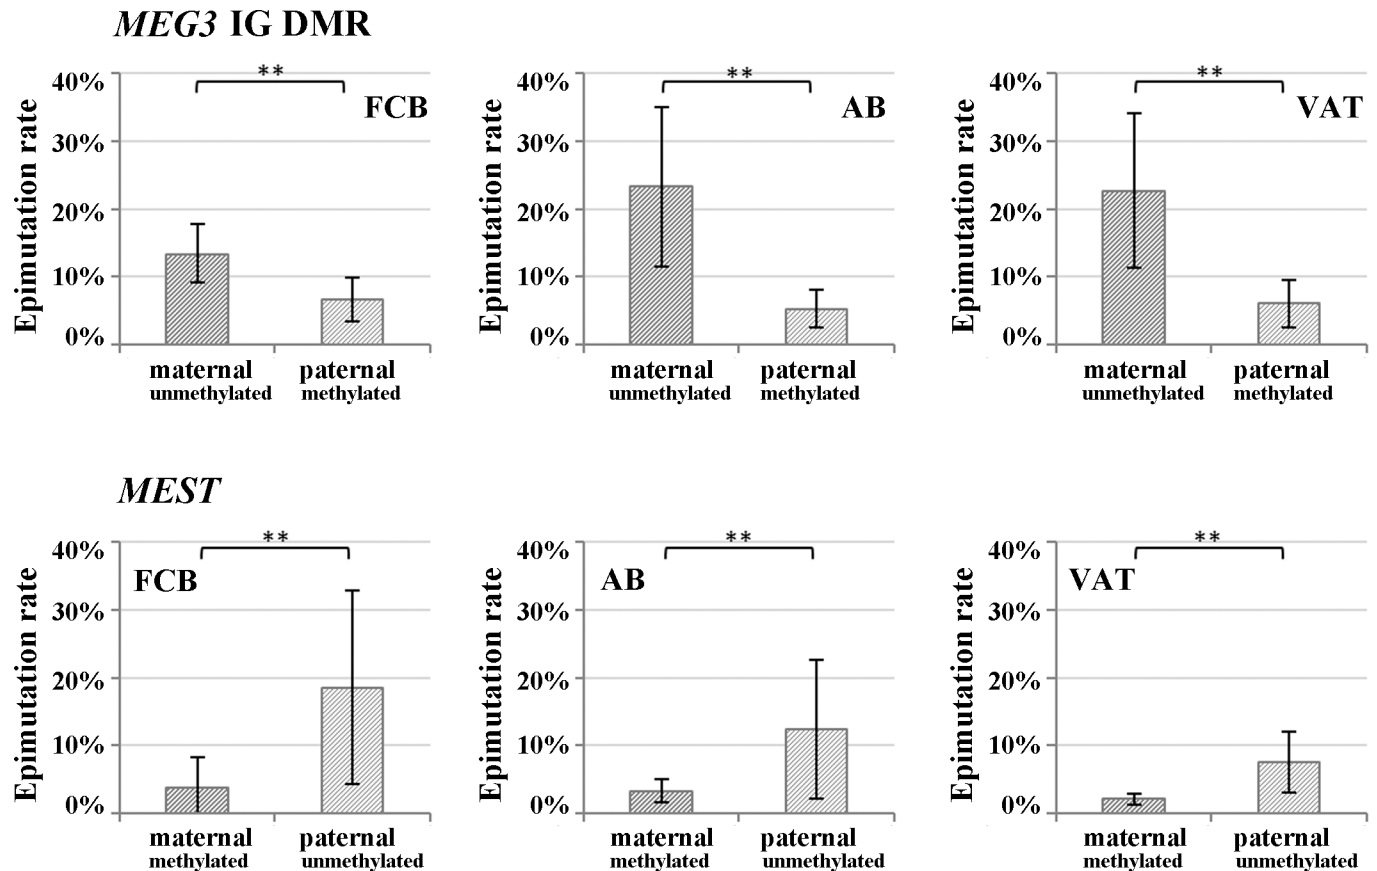 MEG3 IG DMR
**
FCB
Epimutation rate
40%
30%
20%
10%
0%
maternal paternal
unmethylated methylated
**
AB
Epimutation rate
40%
30%
20%
10%
0%
maternal paternal
unmethylated methylated
**
VAT
Epimutation rate
40%
30%
20%
10%
0%
maternal paternal
unmethylated methylated
MEST
**
FCB
Epimutation rate
40%
30%
20%
10%
0%
maternal paternal
methylated unmethylated
**
AB
Epimutation rate
40%
30%
20%
10%
0%
maternal paternal
methylated unmethylated
**
VAT
Epimutation rate
40%
30%
20%
10%
0%
maternal paternal
methylated unmethylated